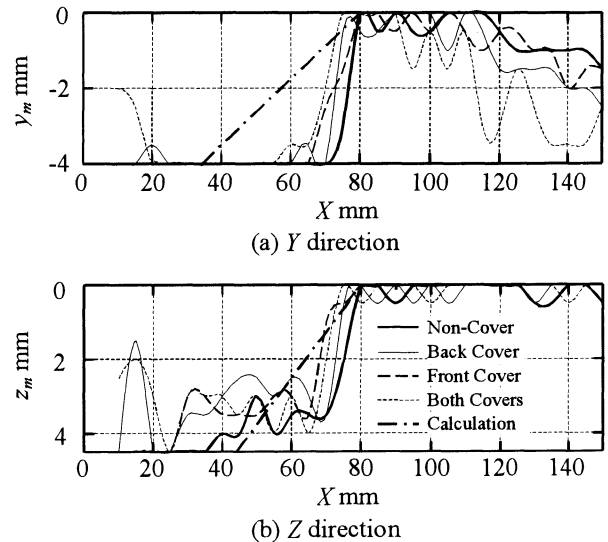 0
-2
-4
y_m mm
0 20 40 60 80 100 120 140
X mm
(a) Y direction
0
2
4
z_m mm
Non-Cover
Back Cover
Front Cover
Both Covers
Calculation
0 20 40 60 80 100 120 140
X mm
(b) Z direction